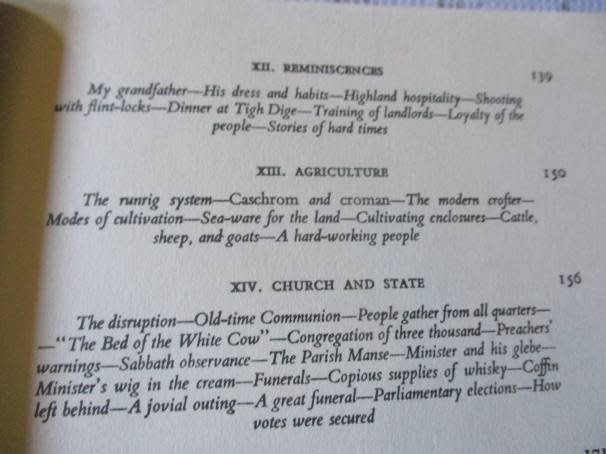 XII. REMINISCENCES 139
My grandfather—His dress and habits—Highland hospitality—Shooting
with flint-locks—Dinner at Tigh Dige—Training of landlords—Loyalty of the
people—Stories of hard times
XIII. AGRICULTURE 150
The runrig system—Caschrom and croman—The modern crofter—
Modes of cultivation—Sea-ware for the land—Cultivating enclosures—Cattle,
sheep, and goats—A hard-working people
XIV. CHURCH AND STATE 156
The disruption—Old-time Communion—People gather from all quarters—
—"The Bed of the White Cow"—Congregation of three thousand—Preachers'
warnings—Sabbath observance—The Parish Manse—Minister and his glebe—
Minister's wig in the cream—Funerals—Copious supplies of whisky—Coffin
left behind—A jovial outing—A great funeral—Parliamentary elections—How
votes were secured